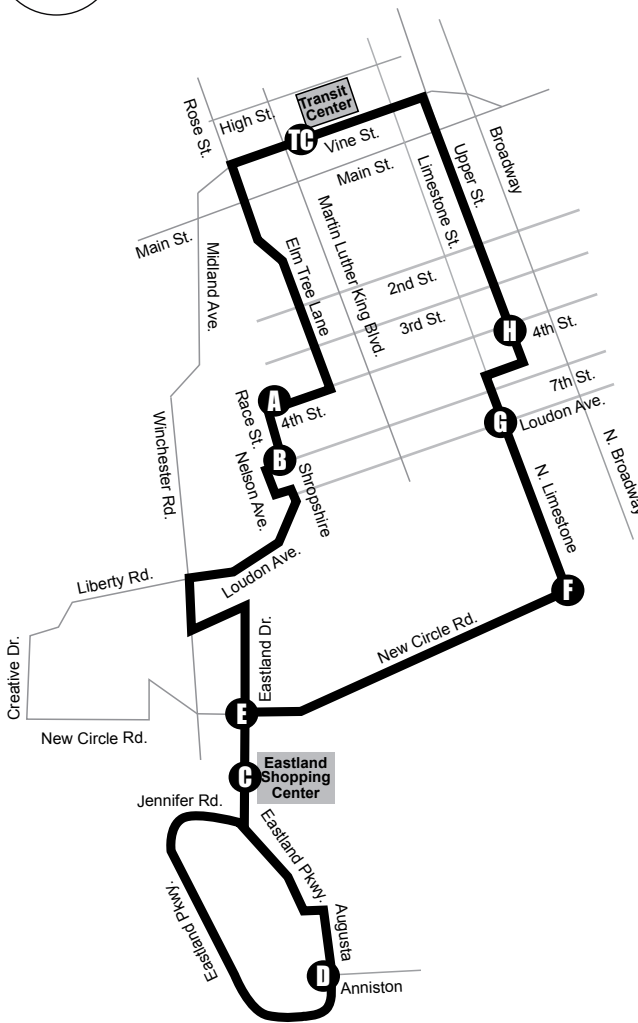 Rose St.
High St.
Transit
Center
TC
Vine St.
Main St.
Broadway
Upper St.
Limestone St.
Main St.
Midland Ave.
Elm Tree Lane
Martin Luther King Blvd.
2nd St.
3rd St.
H
4th St.
7th St.
A
4th St.
Race St.
G
Loudon Ave.
Winchester Rd.
B
Nelson Ave.
Shropshire
N. Limestone
N. Broadway
Loudon Ave.
Liberty Rd.
F
Creative Dr.
Eastland Dr.
New Circle Rd.
E
New Circle Rd.
C
Eastland
Shopping
Center
Jennifer Rd.
Eastland Pkwy.
Eastland Pkwy.
Augusta
D
Anniston